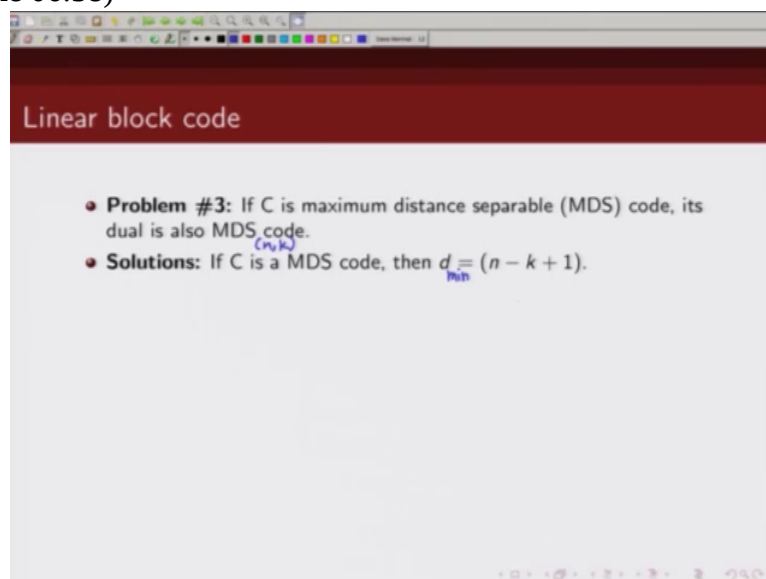 Linear block code
Problem #3: If C is maximum distance separable (MDS) code, its
dual is also MDS code.
(n,k)
Solutions: If C is a MDS code, then d = (n − k + 1).
min